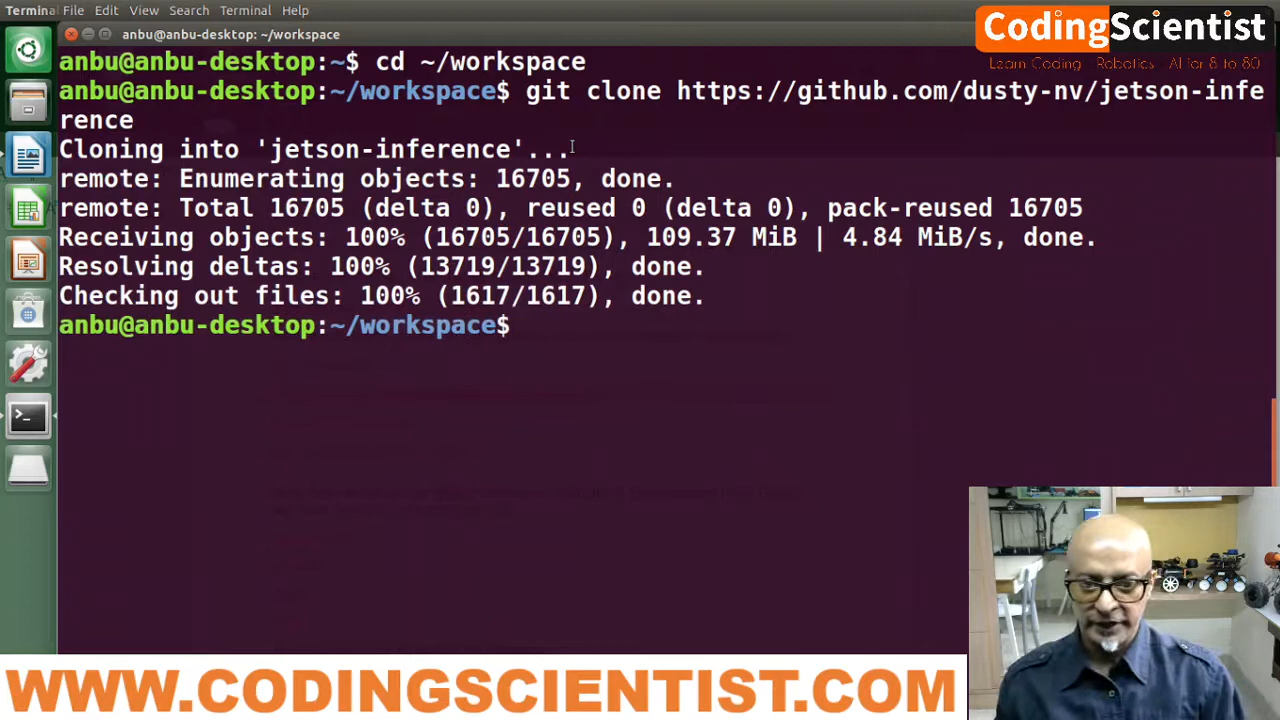 Terminal File Edit View Search Terminal Help
anbu@anbu-desktop: ~/workspace
CodingScientist
Learn Coding - Robotics - AI for 8 to 80
anbu@anbu-desktop:~$ cd ~/workspace
anbu@anbu-desktop:~/workspace$ git clone https://github.com/dusty-nv/jetson-infe
rence
Cloning into 'jetson-inference'...
remote: Enumerating objects: 16705, done.
remote: Total 16705 (delta 0), reused 0 (delta 0), pack-reused 16705
Receiving objects: 100% (16705/16705), 109.37 MiB | 4.84 MiB/s, done.
Resolving deltas: 100% (13719/13719), done.
Checking out files: 100% (1617/1617), done.
anbu@anbu-desktop:~/workspace$
WWW.CODINGSCIENTIST.COM